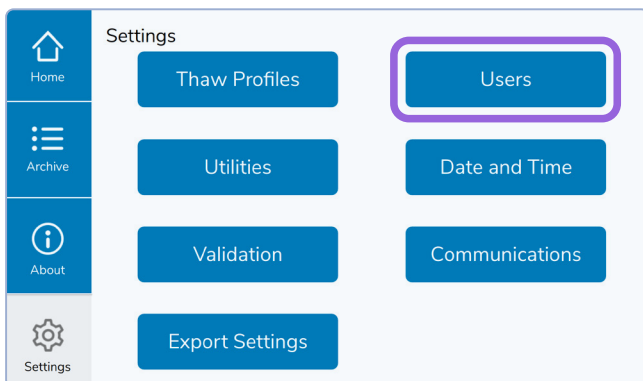 Home
Archive
About
Settings
Settings
Thaw Profiles
Users
Utilities
Date and Time
Validation
Communications
Export Settings